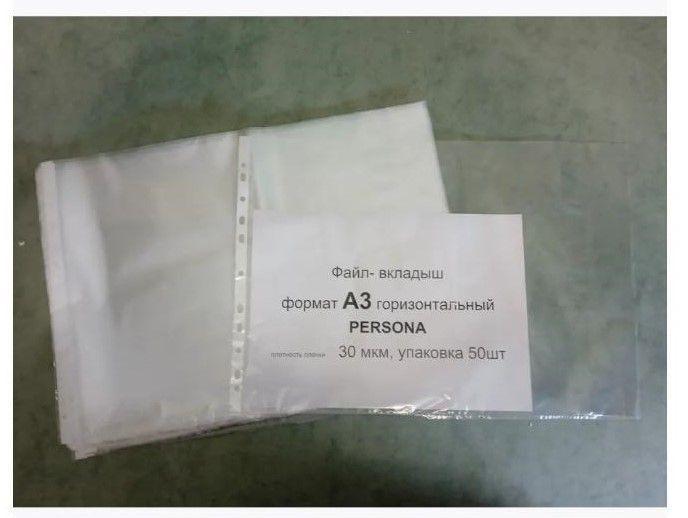 Файл- вкладыш
формат А3 горизонтальный
PERSONA
плотность пленки 30 мкм, упаковка 50шт